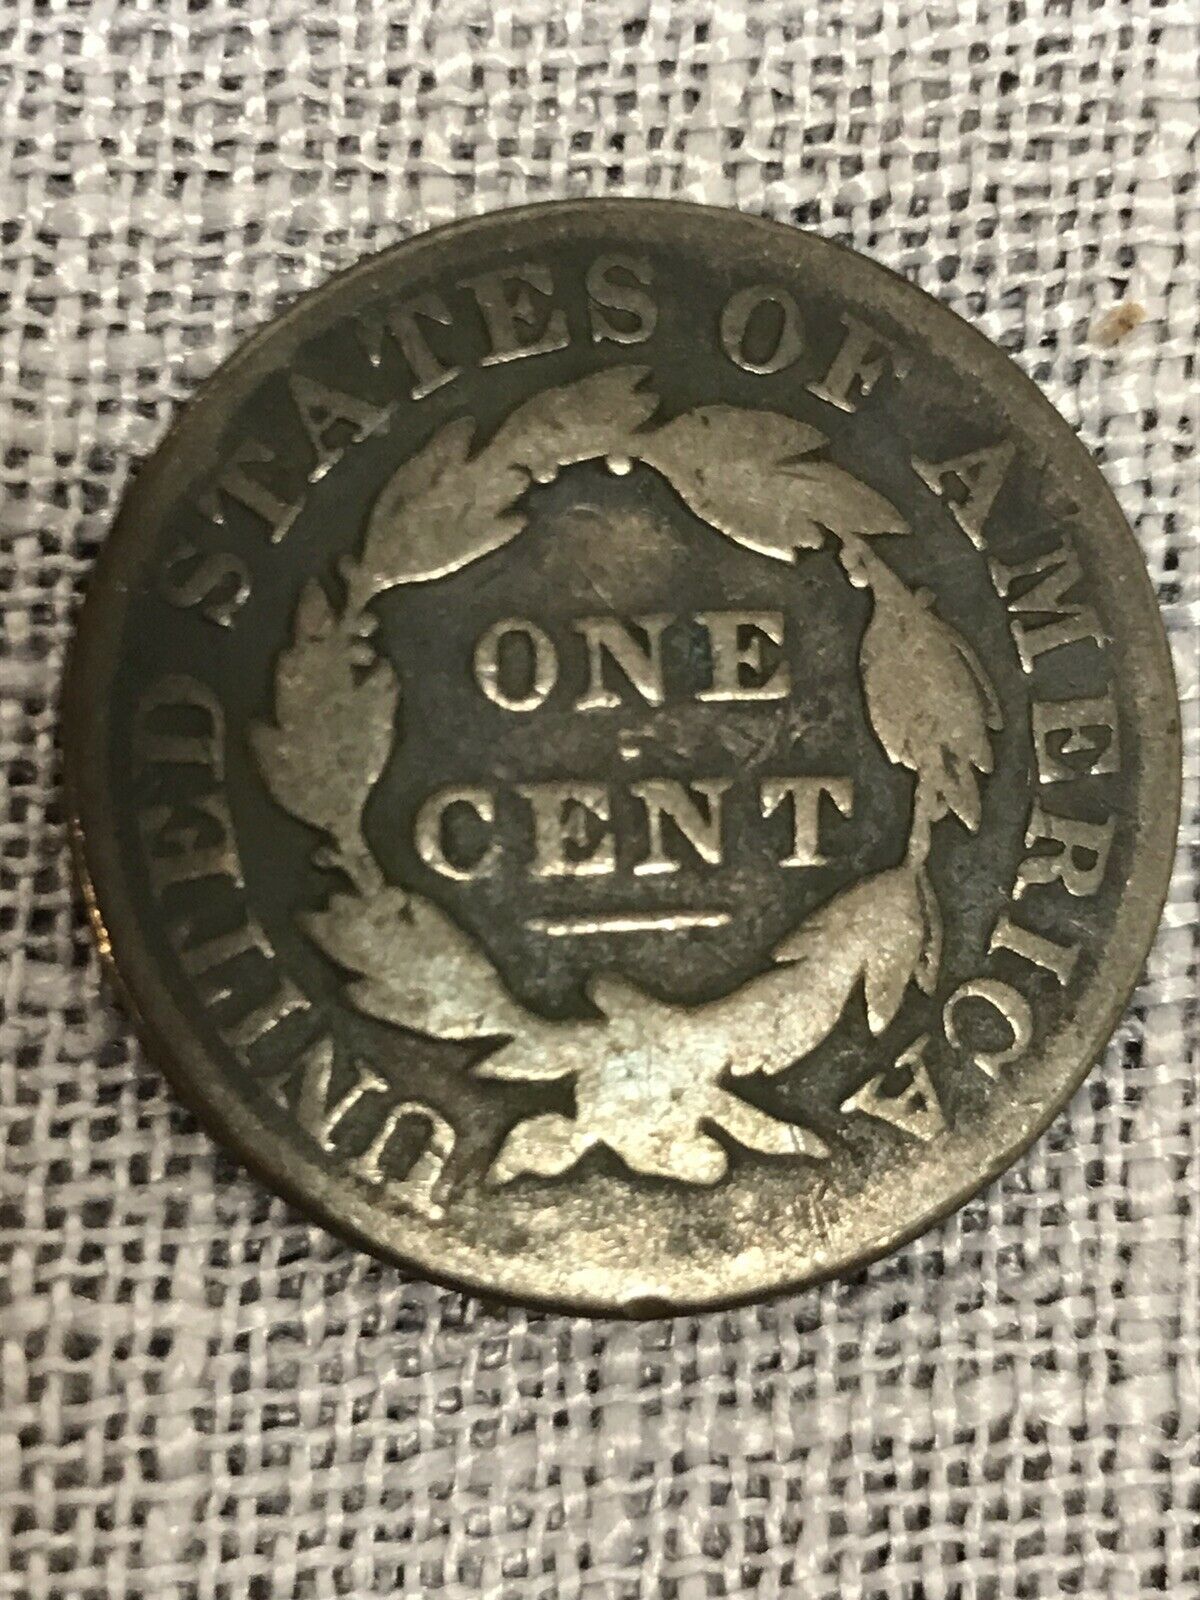 UNITED STATES OF AMERICA
ONE
CENT